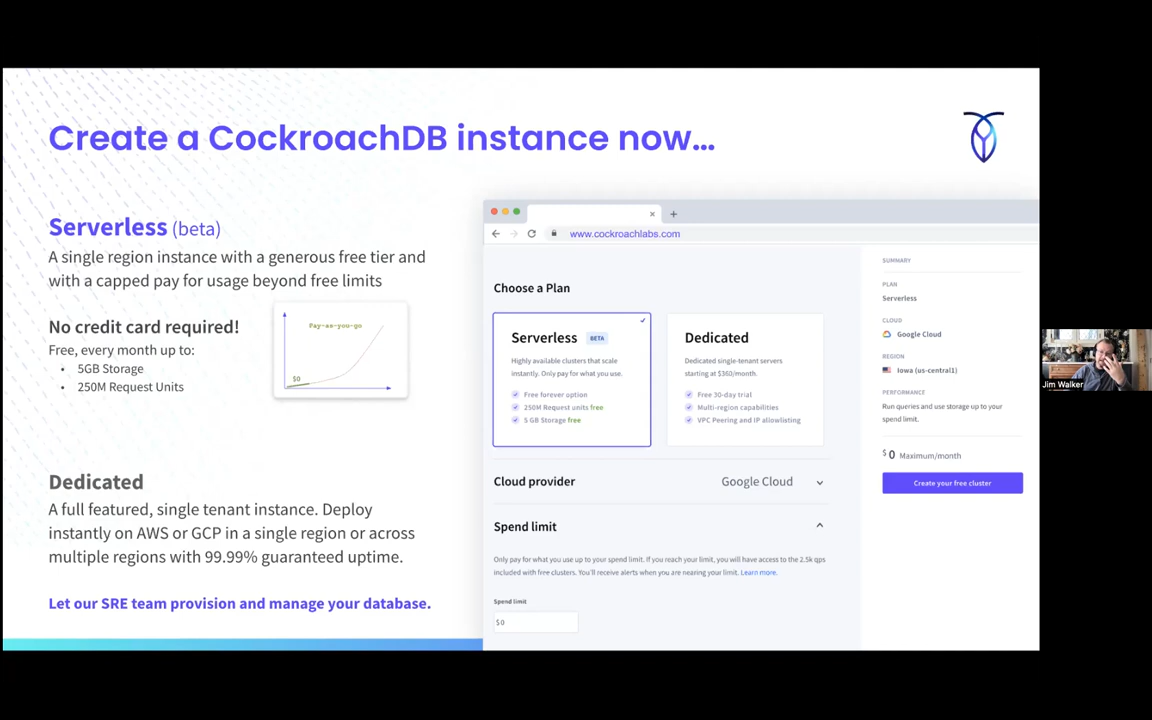 Create a CockroachDB instance now...
Serverless (beta)
A single region instance with a generous free tier and
with a capped pay for usage beyond free limits
No credit card required!
Free, every month up to:
• 5GB Storage
• 250M Request Units
Pay-as-you-go
$0
Dedicated
A full featured, single tenant instance. Deploy
instantly on AWS or GCP in a single region or across
multiple regions with 99.99% guaranteed uptime.
Let our SRE team provision and manage your database.
www.cockroachlabs.com
Choose a Plan
Serverless BETA
Highly available clusters that scale
instantly. Only pay for what you use.
Free forever option
250M Request units free
5 GB Storage free
Dedicated
Dedicated single-tenant servers
starting at $360/month.
Free 30-day trial
Multi-region capabilities
VPC Peering and IP allowlisting
Cloud provider
Google Cloud
Spend limit
Only pay for what you use up to your spend limit. If you reach your limit, you will have access to the 2.5k qps
included with free clusters. You'll receive alerts when you are nearing your limit. Learn more.
Spend limit
$0
SUMMARY
PLAN
Serverless
CLOUD
Google Cloud
REGION
Iowa (us-central1)
PERFORMANCE
Run queries and use storage up to your
spend limit.
$0 Maximum/month
Create your free cluster
Jim Walker